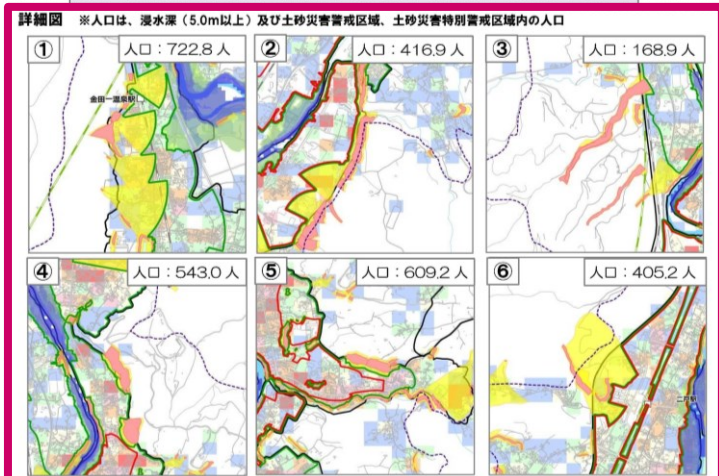 詳細図 ※人口は、浸水深（5.0m以上）及び土砂災害警戒区域、土砂災害特別警戒区域内の人口
① 人口：722.8 人
金田一温泉駅
② 人口：416.9 人
③ 人口：168.9 人
④ 人口：543.0 人
⑤ 人口：609.2 人
⑥ 人口：405.2 人
二戸駅